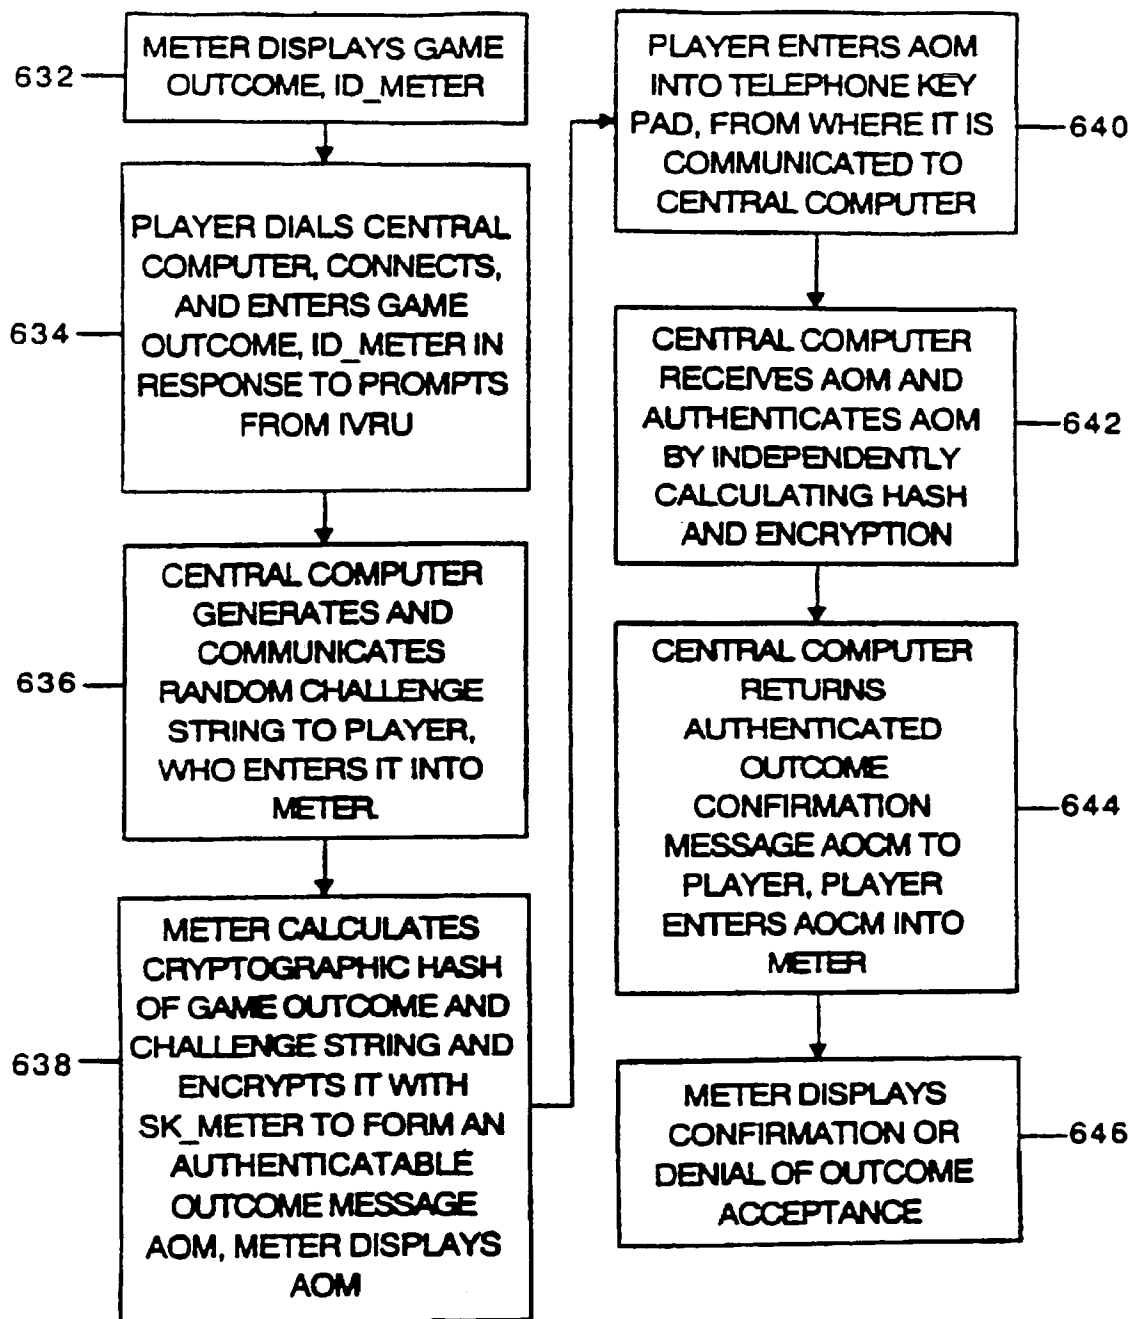 METER DISPLAYS GAME
OUTCOME, ID_METER
632
PLAYER DIALS CENTRAL
COMPUTER, CONNECTS,
AND ENTERS GAME
OUTCOME, ID_METER IN
RESPONSE TO PROMPTS
FROM IVRU
634
CENTRAL COMPUTER
GENERATES AND
COMMUNICATES
RANDOM CHALLENGE
STRING TO PLAYER,
WHO ENTERS IT INTO
METER.
636
METER CALCULATES
CRYPTOGRAPHIC HASH
OF GAME OUTCOME AND
CHALLENGE STRING AND
ENCRYPTS IT WITH
SK_METER TO FORM AN
AUTHENTICATABLE
OUTCOME MESSAGE
AOM, METER DISPLAYS
AOM
638
PLAYER ENTERS AOM
INTO TELEPHONE KEY
PAD, FROM WHERE IT IS
COMMUNICATED TO
CENTRAL COMPUTER
640
CENTRAL COMPUTER
RECEIVES AOM AND
AUTHENTICATES AOM
BY INDEPENDENTLY
CALCULATING HASH
AND ENCRYPTION
642
CENTRAL COMPUTER
RETURNS
AUTHENTICATED
OUTCOME
CONFIRMATION
MESSAGE AOCM TO
PLAYER, PLAYER
ENTERS AOCM INTO
METER
644
METER DISPLAYS
CONFIRMATION OR
DENIAL OF OUTCOME
ACCEPTANCE
646